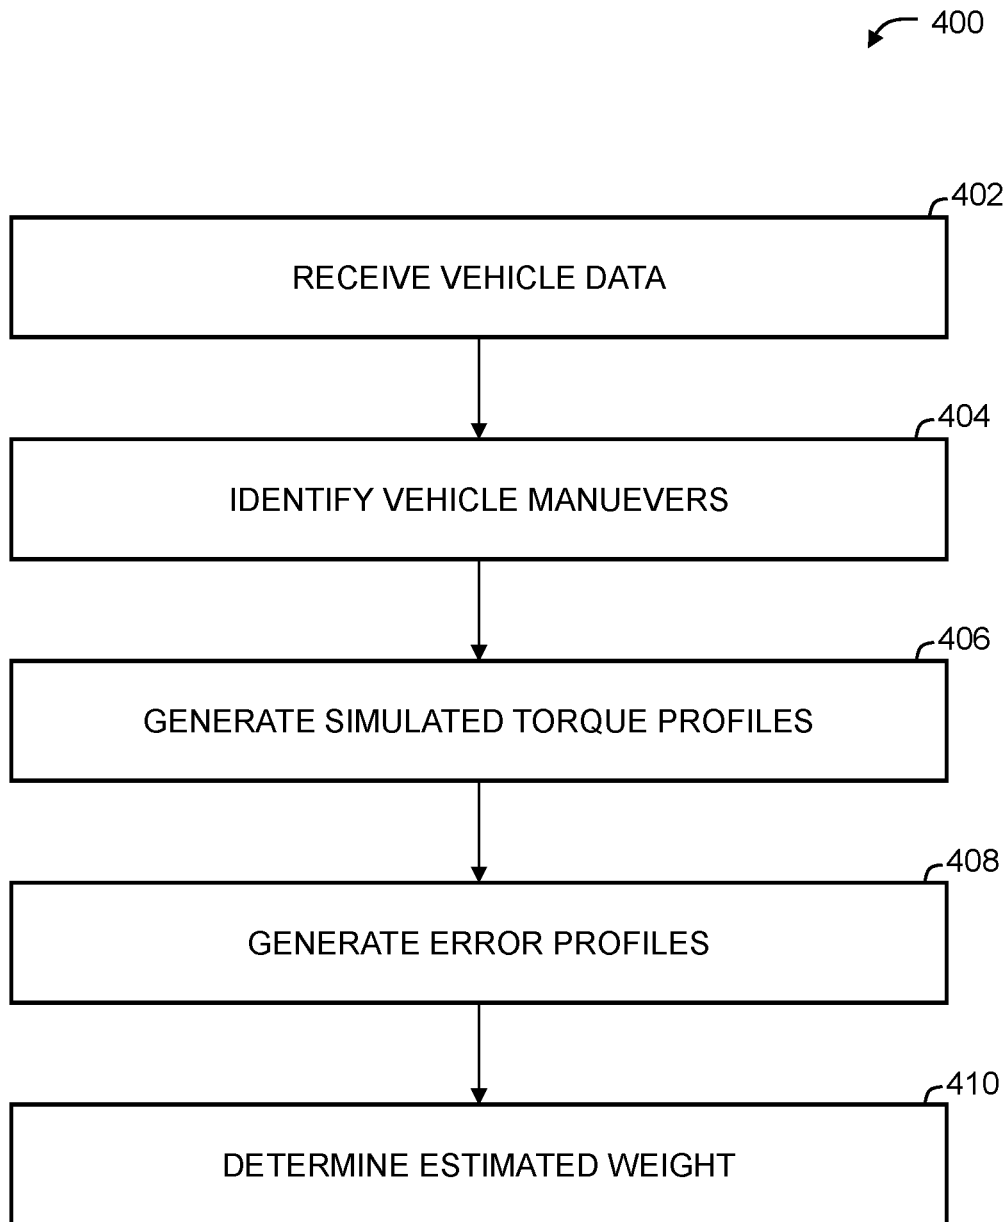 400
402
RECEIVE VEHICLE DATA
404
IDENTIFY VEHICLE MANUEVERS
406
GENERATE SIMULATED TORQUE PROFILES
408
GENERATE ERROR PROFILES
410
DETERMINE ESTIMATED WEIGHT